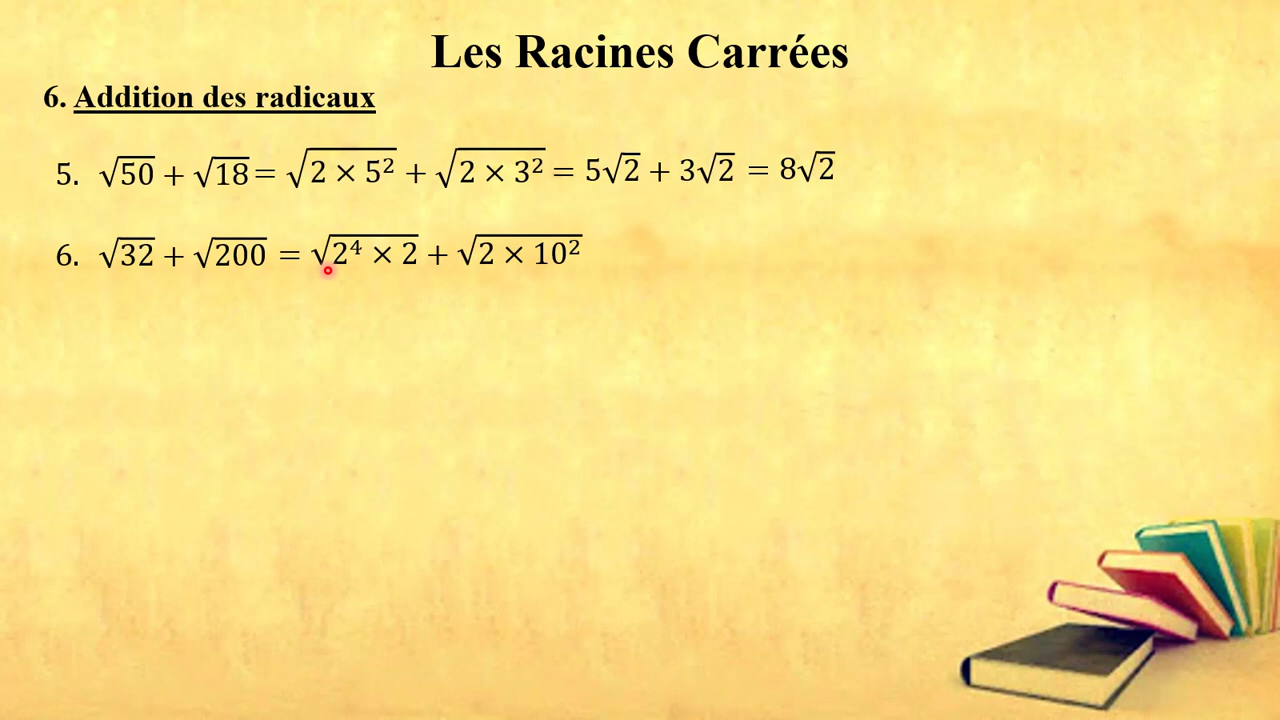 Les Racines Carrées
6. Addition des radicaux
5. √50 + √18 = √(2 × 5²) + √(2 × 3²) = 5√2 + 3√2 = 8√2
6. √32 + √200 = √(2⁴ × 2) + √(2 × 10²)